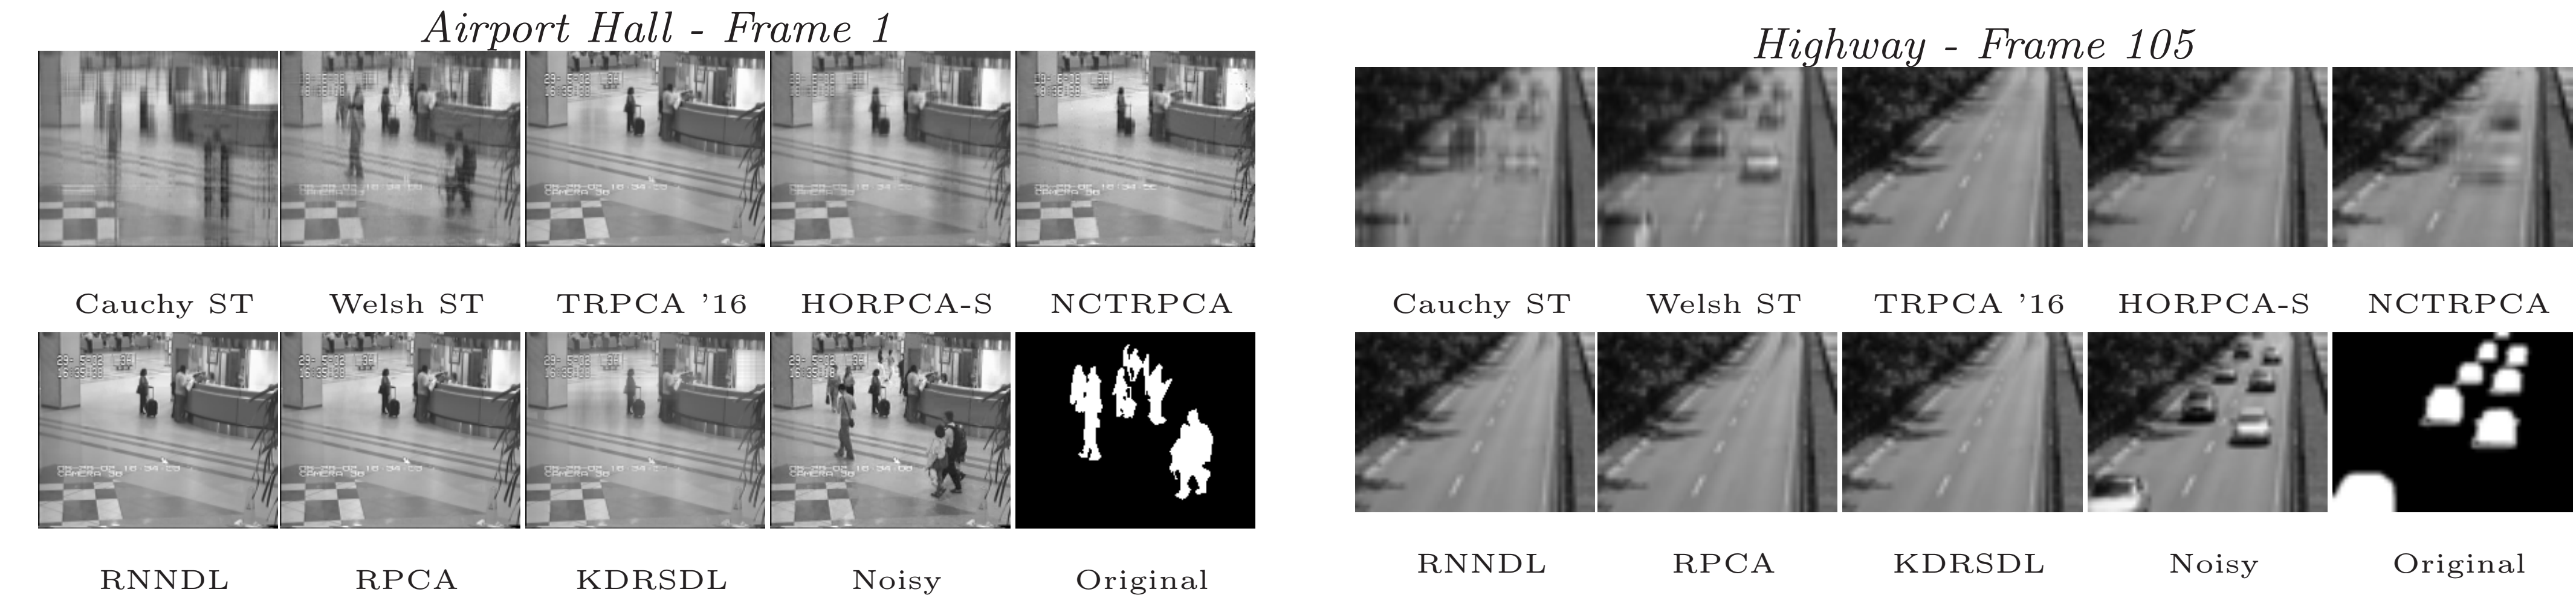 Airport Hall - Frame 1
Cauchy ST Welsh ST TRPCA '16 HORPCA-S NCTRPCA
RNNDL RPCA KDRSDL Noisy Original
Highway - Frame 105
Cauchy ST Welsh ST TRPCA '16 HORPCA-S NCTRPCA
RNNDL RPCA KDRSDL Noisy Original